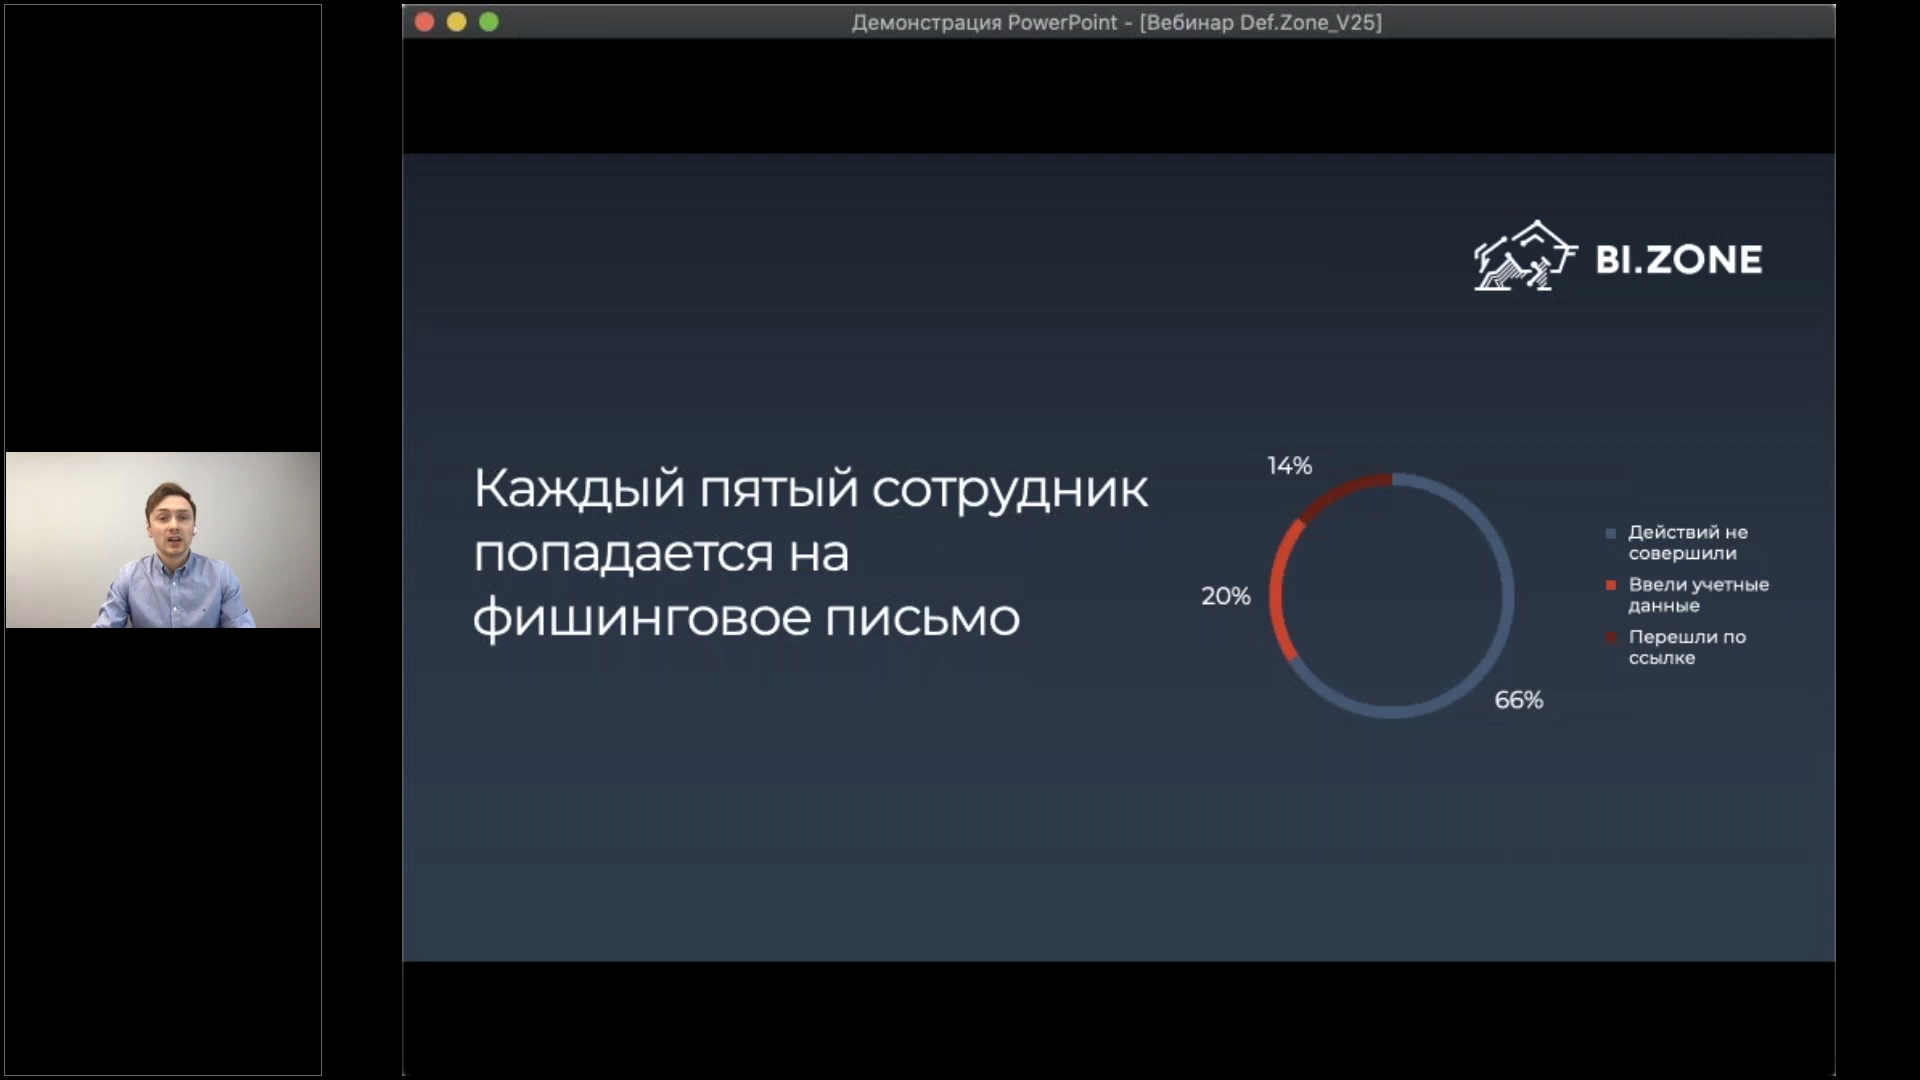 Демонстрация PowerPoint - [Вебинар Def.Zone_V25]
BI.ZONE
Каждый пятый сотрудник
попадается на
фишинговое письмо
14%
20%
66%
Действий не
совершили
Ввели учетные
данные
Перешли по
ссылке